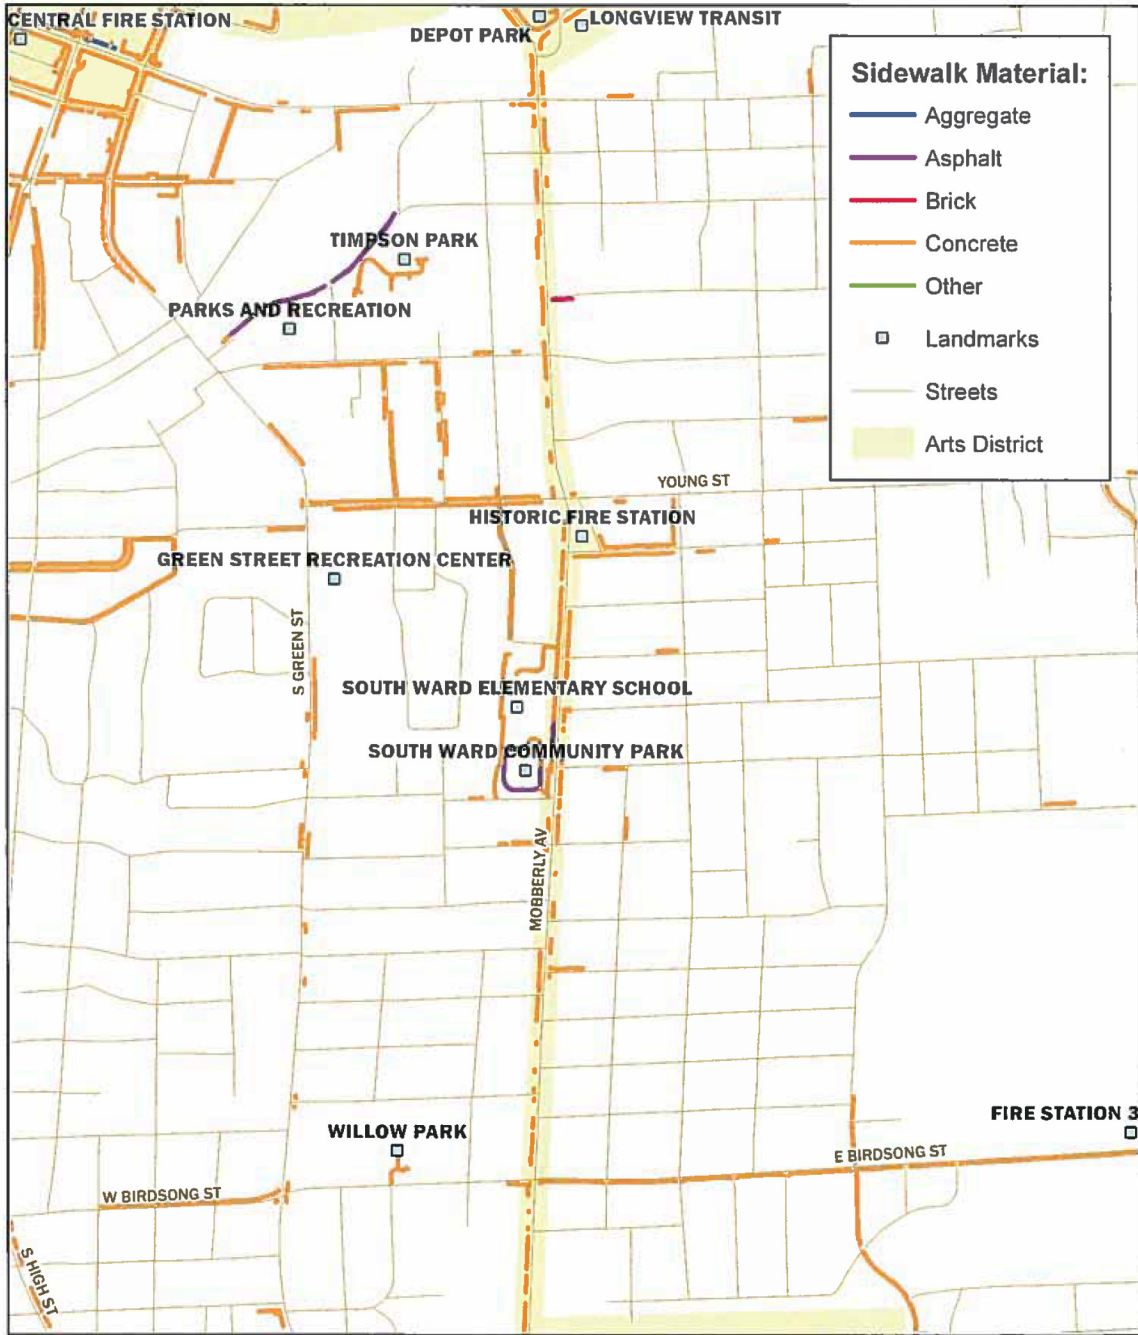 CENTRAL FIRE STATION
LONGVIEW TRANSIT
DEPOT PARK
Sidewalk Material:
Aggregate
Asphalt
Brick
Concrete
Other
Landmarks
Streets
Arts District
TIMPSON PARK
PARKS AND RECREATION
YOUNG ST
HISTORIC FIRE STATION
GREEN STREET RECREATION CENTER
S GREEN ST
SOUTH WARD ELEMENTARY SCHOOL
SOUTH WARD COMMUNITY PARK
MOBBERLY AV
FIRE STATION 3
WILLOW PARK
E BIRDSONG ST
W BIRDSONG ST
S HIGH ST